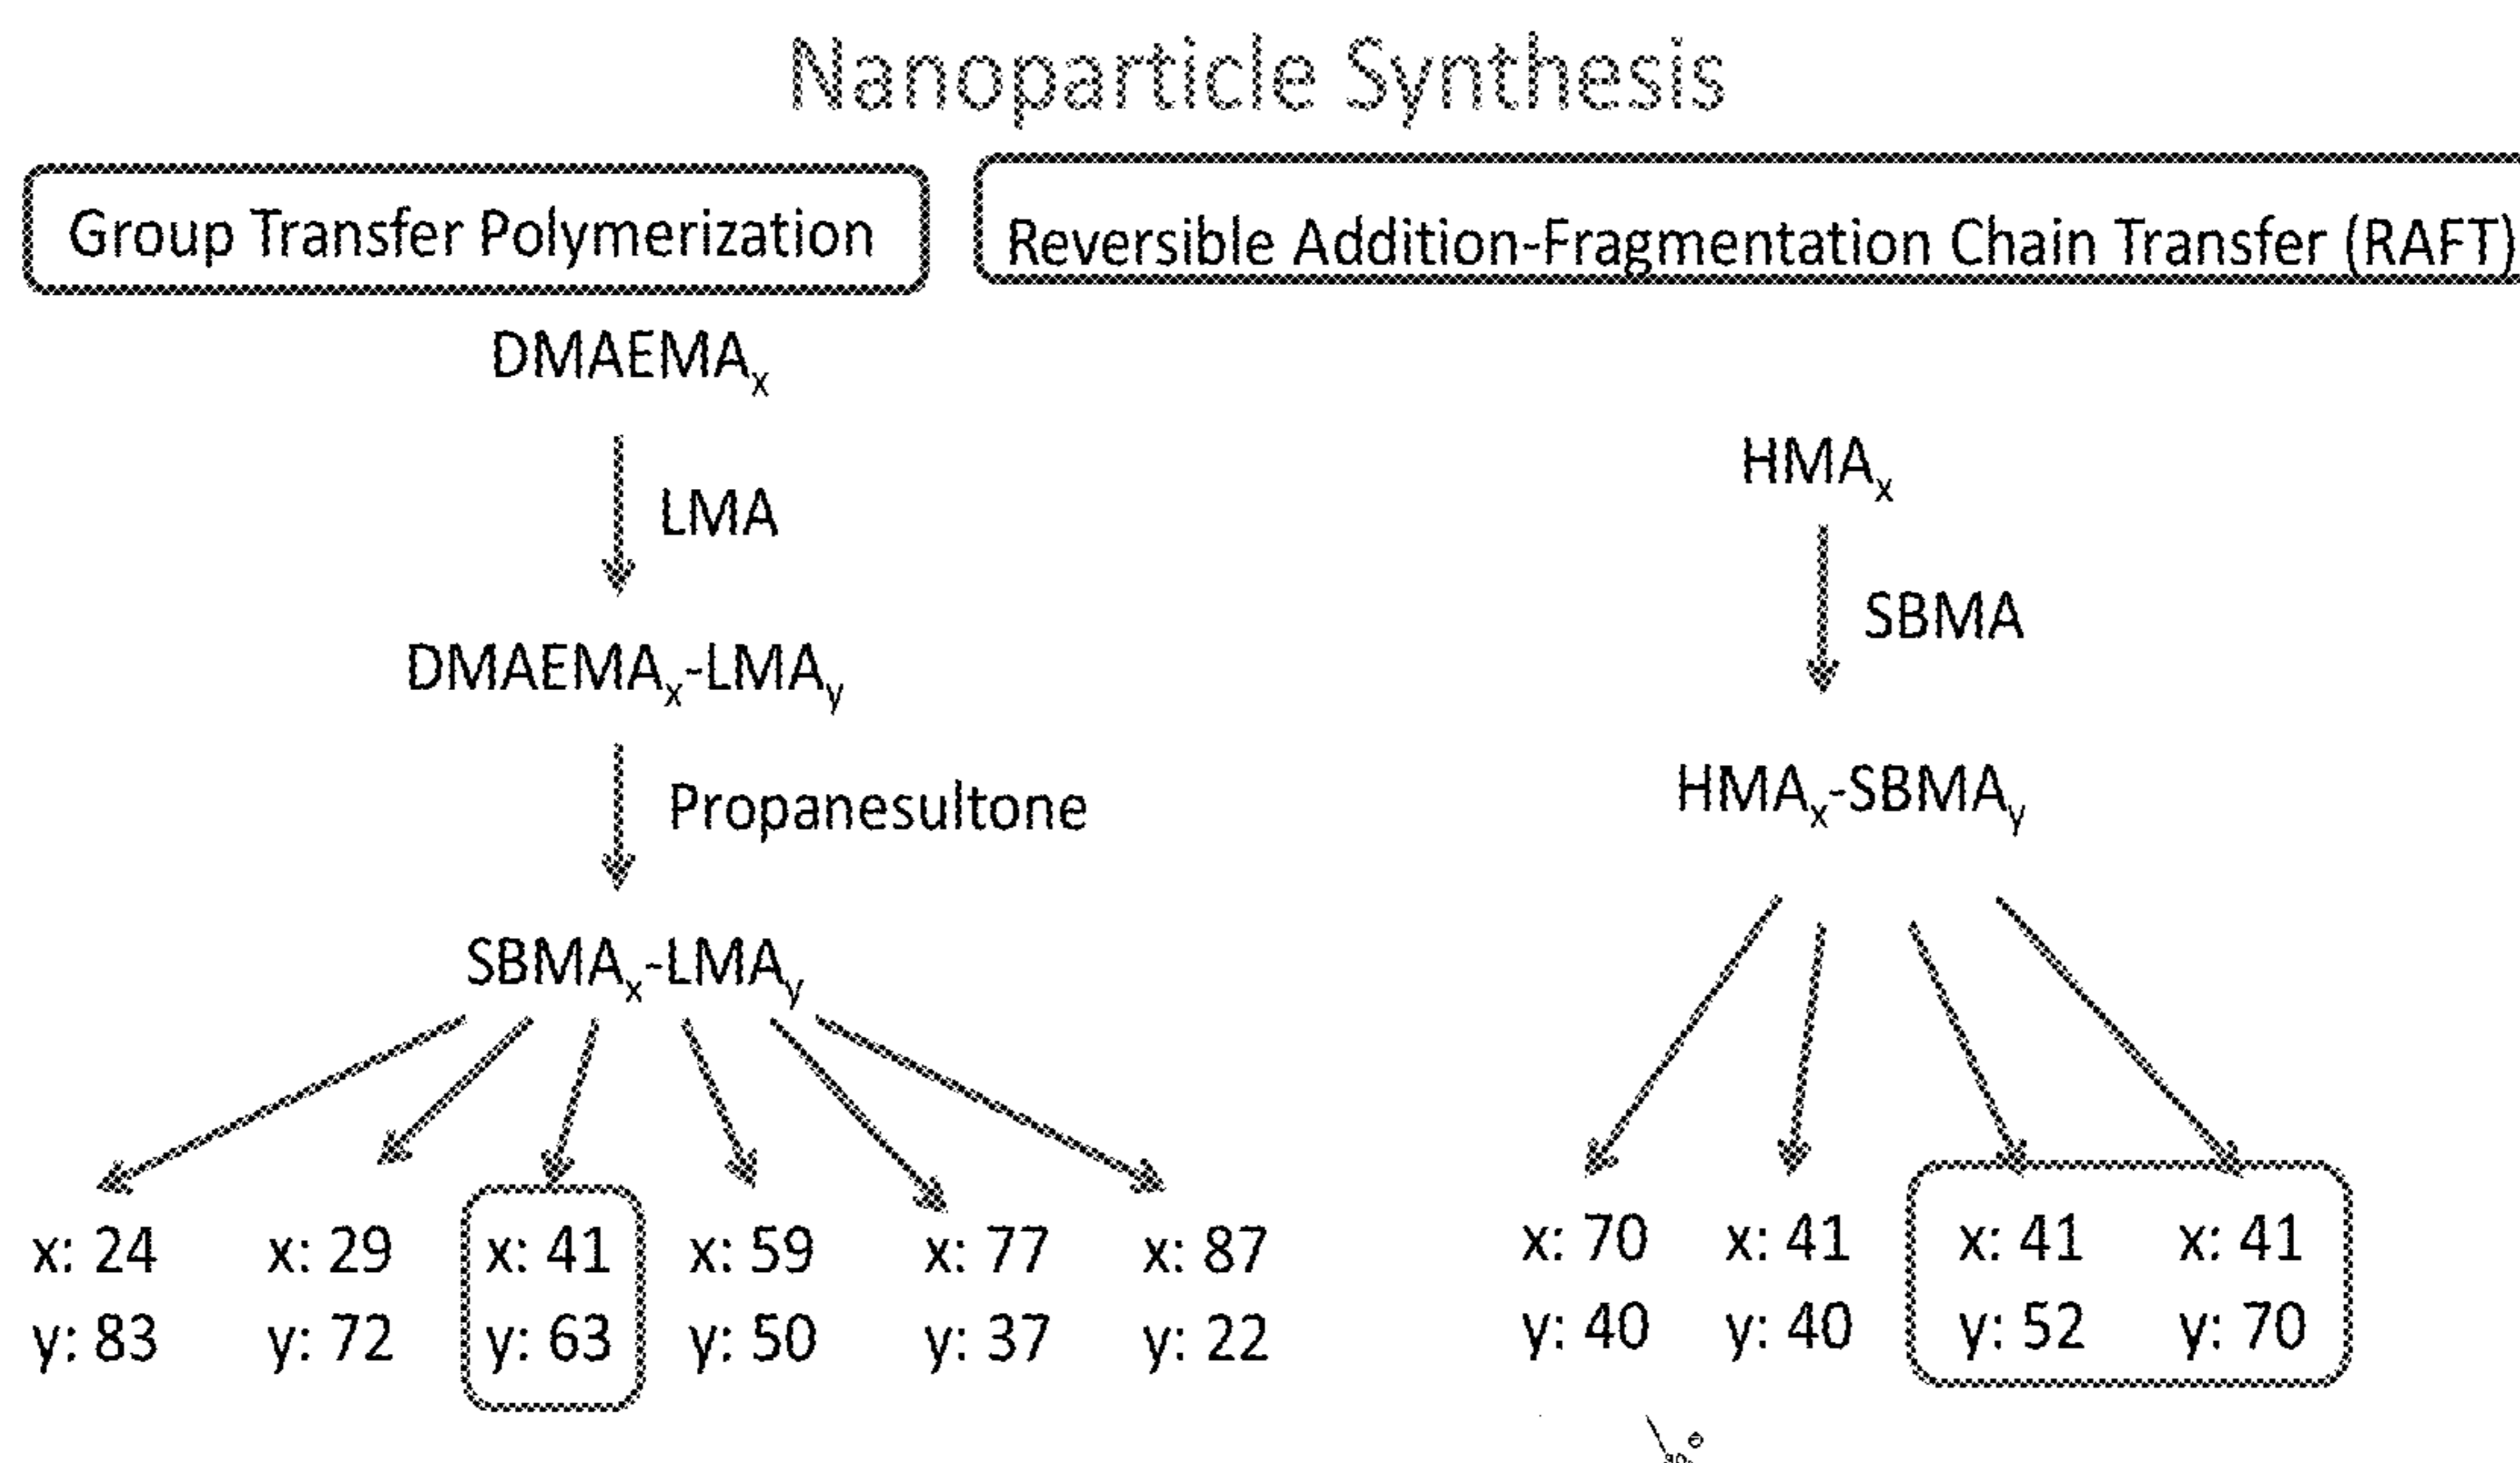 Nanoparticle Synthesis
Group Transfer Polymerization
DMAEMAx
LMA
DMAEMAx-LMAy
Propanesultone
SBMAx-LMAy
x: 24 x: 29 x: 41 x: 59 x: 77 x: 87
y: 83 y: 72 y: 63 y: 50 y: 37 y: 22
Reversible Addition-Fragmentation Chain Transfer (RAFT)
HMAx
SBMA
HMAx-SBMAy
x: 70 x: 41 x: 41 x: 41
y: 40 y: 40 y: 52 y: 70